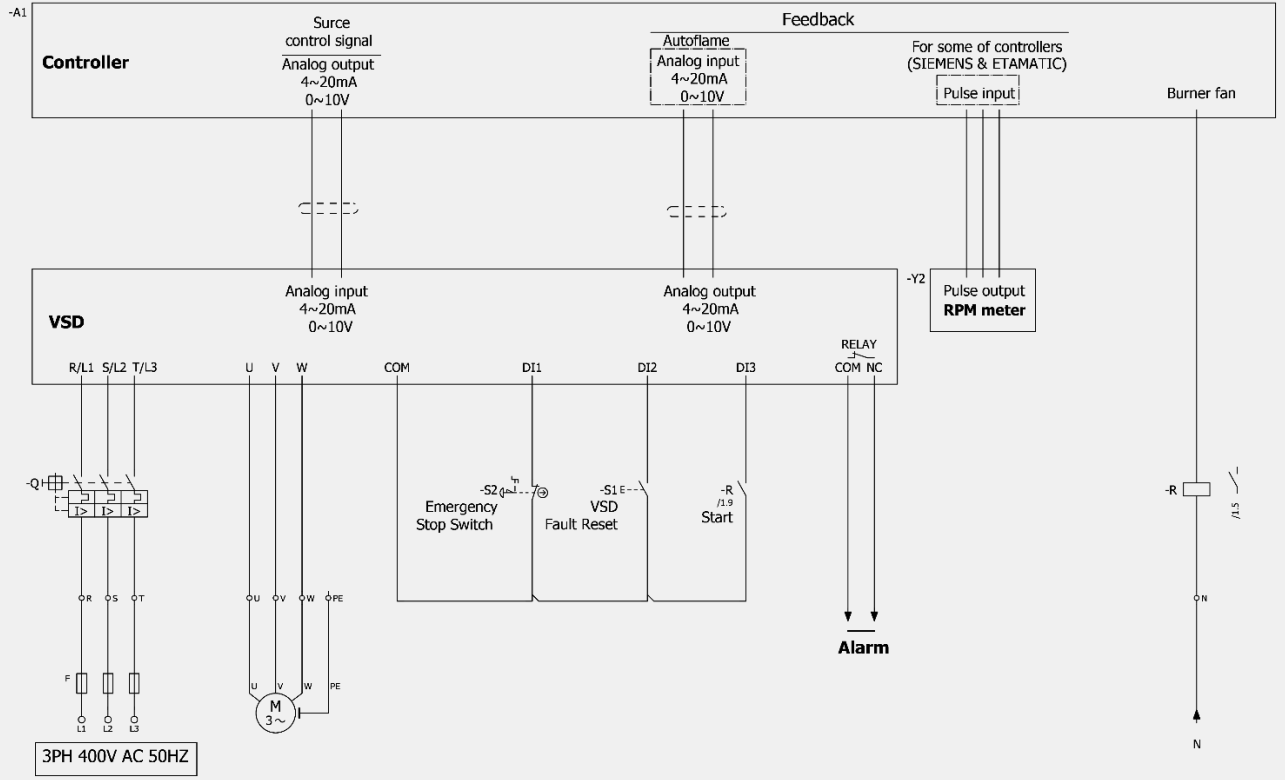 -A1
Controller
Surce
control signal
Analog output
4~20mA
0~10V
Feedback
Autoflame
Analog input
4~20mA
0~10V
For some of controllers
(SIEMENS & ETAMATIC)
Pulse input
Burner fan
VSD
Analog input
4~20mA
0~10V
Analog output
4~20mA
0~10V
-Y2
Pulse output
RPM meter
RELAY
R/L1 S/L2 T/L3 U V W COM DI1 DI2 DI3 COM NC
-Q
I> I> I>
-S2
Emergency
Stop Switch
-S1
VSD
Fault Reset
-R
/1.9
Start
-R
/1.5
R S T U V W PE N
F
U V W PE
M
3~
L1 L2 L3
Alarm
N
3PH 400V AC 50HZ